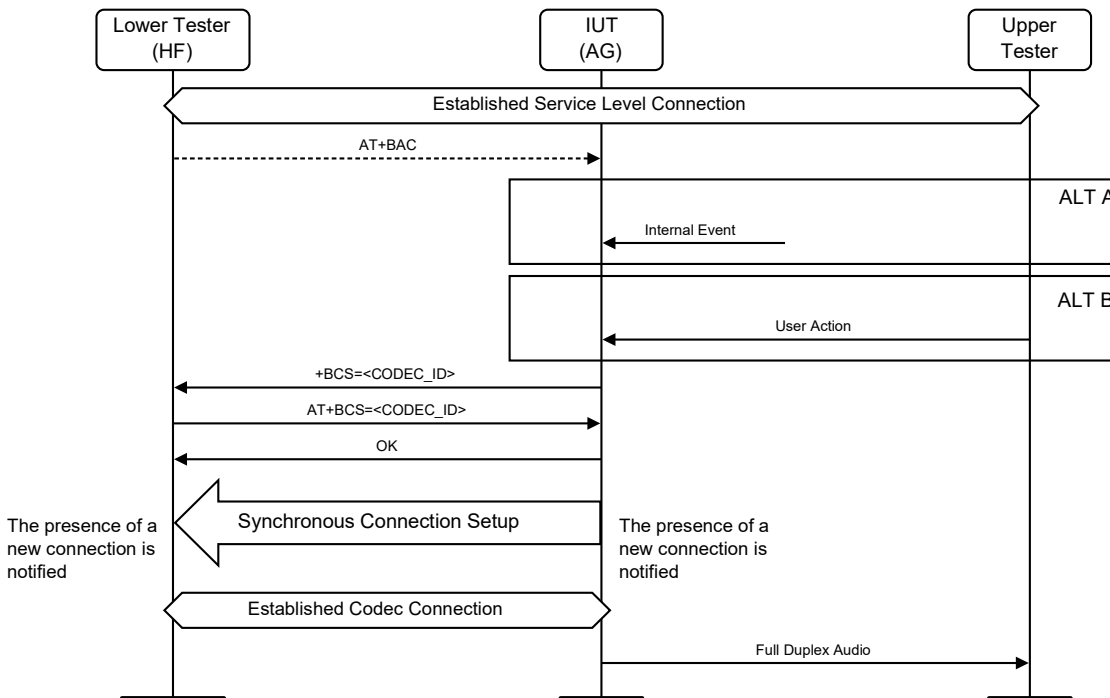 Lower Tester
(HF)
IUT
(AG)
Upper
Tester
Established Service Level Connection
AT+BAC
ALT A
Internal Event
ALT B
User Action
+BCS=<CODEC_ID>
AT+BCS=<CODEC_ID>
OK
The presence of a
new connection is
notified
Synchronous Connection Setup
The presence of a
new connection is
notified
Established Codec Connection
Full Duplex Audio